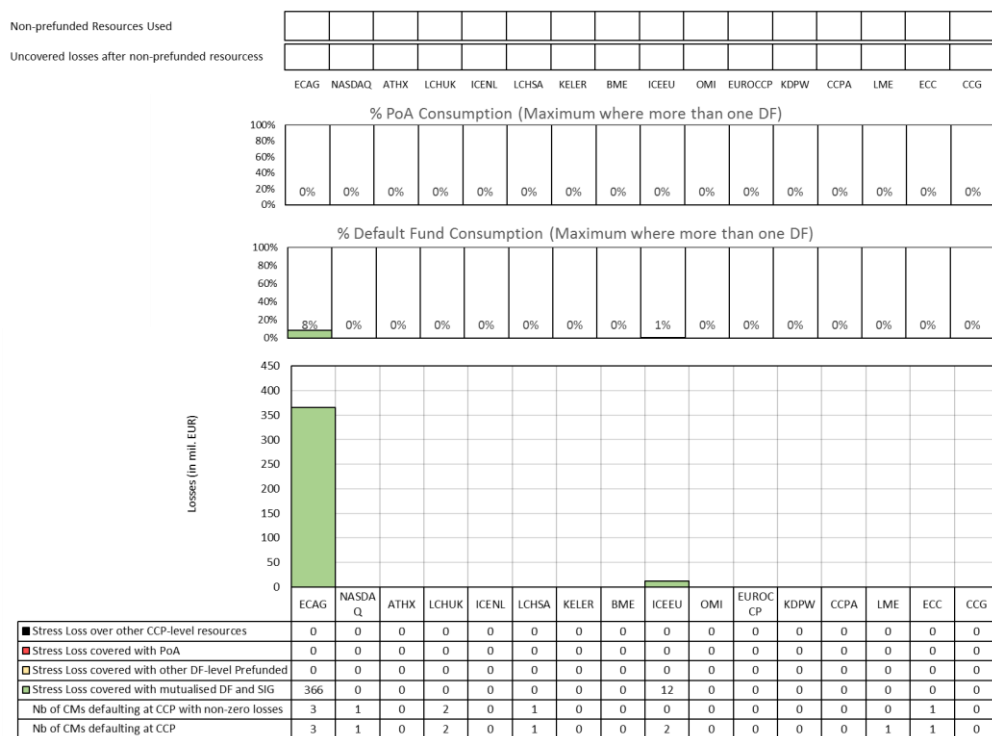 Non-prefunded Resources Used
Uncovered losses after non-prefunded resourcess
ECAG NASDAQ ATHX LCHUK ICENL LCHSA KELER BME ICEEU OMI EUROCCP KDPW CCPA LME ECC CCG
% PoA Consumption (Maximum where more than one DF)
100%
80%
60%
40%
20%
0%
0% 0% 0% 0% 0% 0% 0% 0% 0% 0% 0% 0% 0% 0% 0% 0%
% Default Fund Consumption (Maximum where more than one DF)
100%
80%
60%
40%
20%
0%
8% 0% 0% 0% 0% 0% 0% 0% 1% 0% 0% 0% 0% 0% 0% 0%
Losses (in mil. EUR)
450
400
350
300
250
200
150
100
50
0
ECAG NASDA Q ATHX LCHUK ICENL LCHSA KELER BME ICEEU OMI EUROC CP KDPW CCPA LME ECC CCG
Stress Loss over other CCP-level resources 0 0 0 0 0 0 0 0 0 0 0 0 0 0 0 0
Stress Loss covered with PoA 0 0 0 0 0 0 0 0 0 0 0 0 0 0 0 0
Stress Loss covered with other DF-level Prefunded 0 0 0 0 0 0 0 0 0 0 0 0 0 0 0 0
Stress Loss covered with mutualised DF and SIG 366 0 0 0 0 0 0 0 12 0 0 0 0 0 0 0
Nb of CMs defaulting at CCP with non-zero losses 3 1 0 2 0 1 0 0 0 0 0 0 0 0 1 0
Nb of CMs defaulting at CCP 3 1 0 2 0 1 0 0 2 0 0 0 0 1 1 0